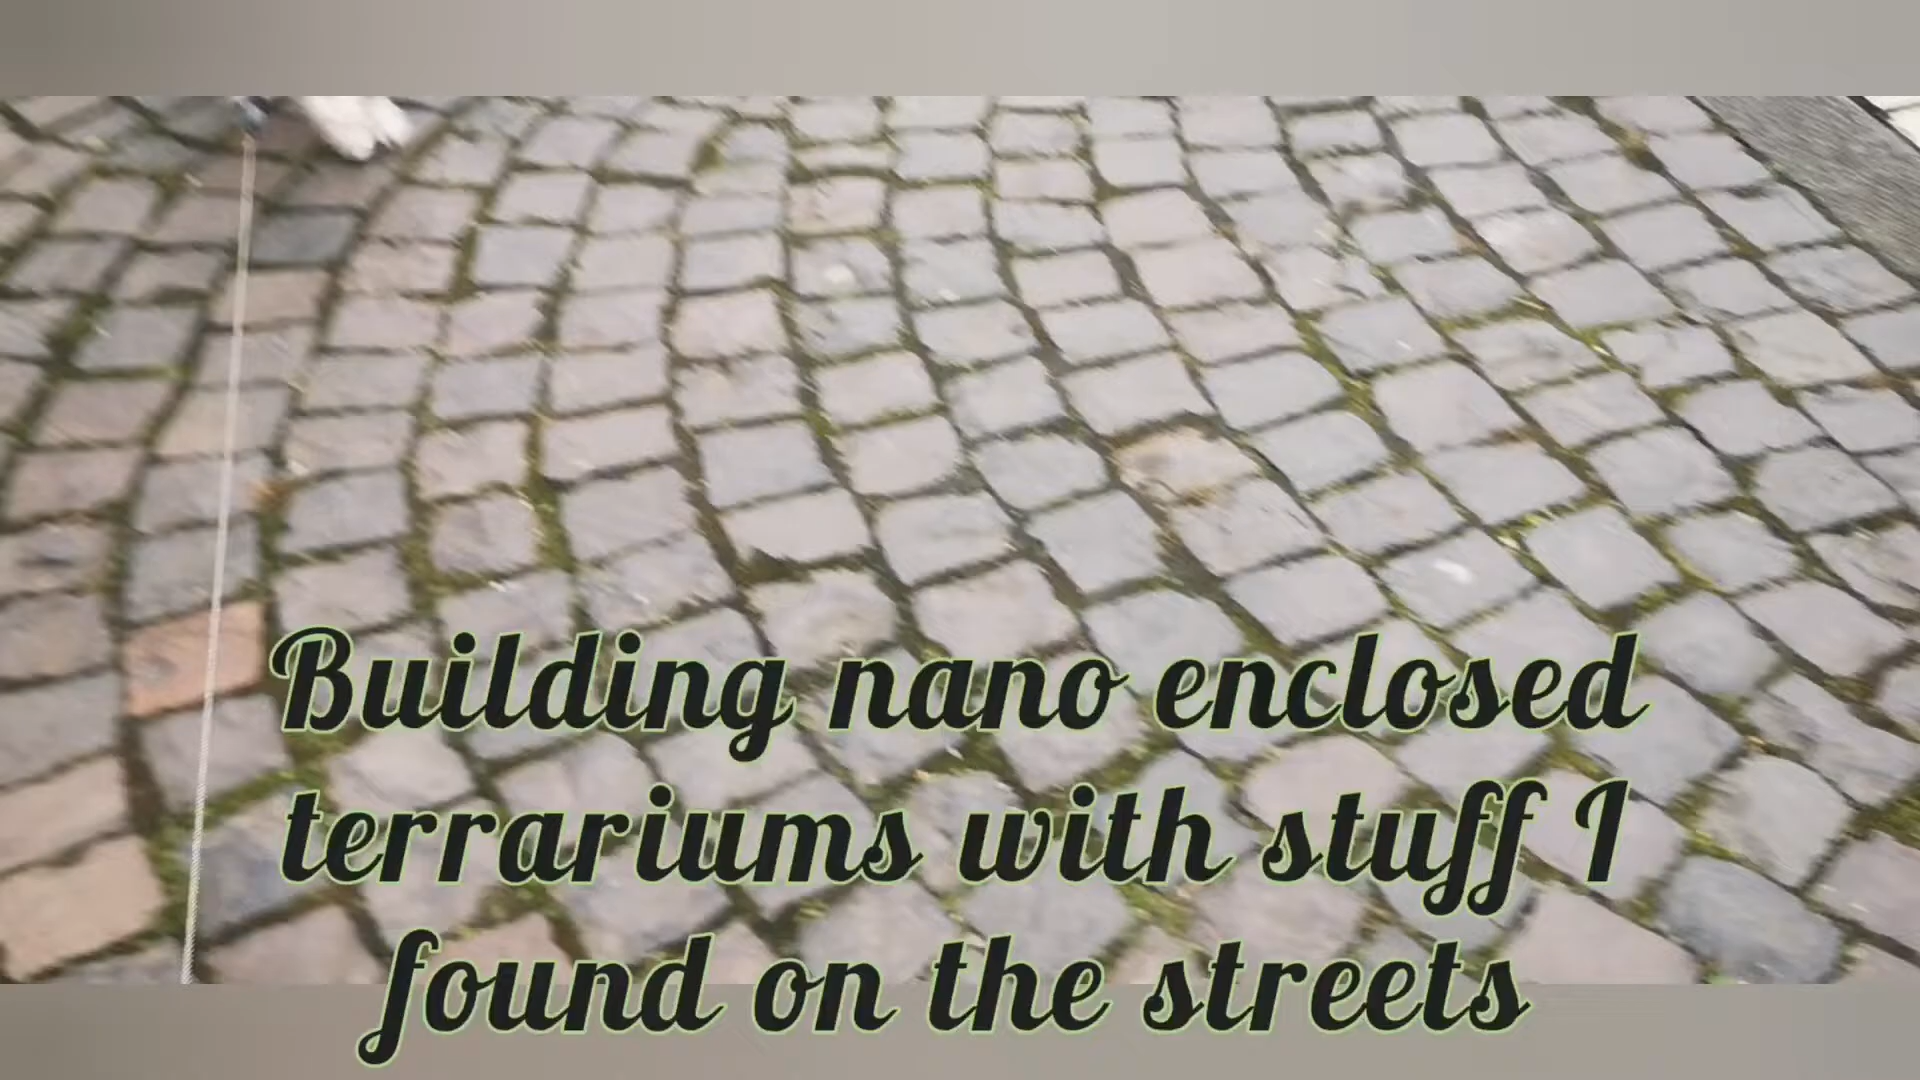 Building nano enclosed
terrariums with stuff I
found on the streets